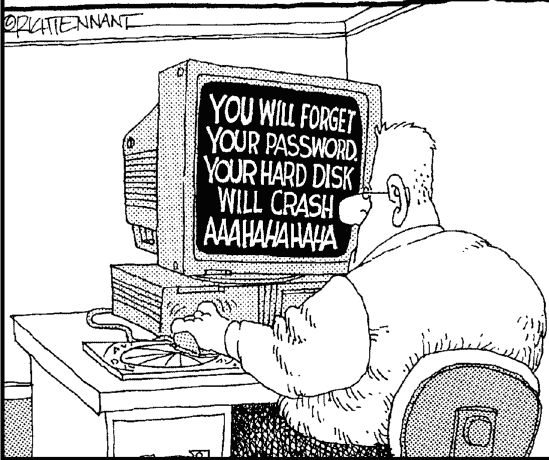 ©RICHTENNANT
YOU WILL FORGET
YOUR PASSWORD.
YOUR HARD DISK
WILL CRASH
AAAHAHAHAHA